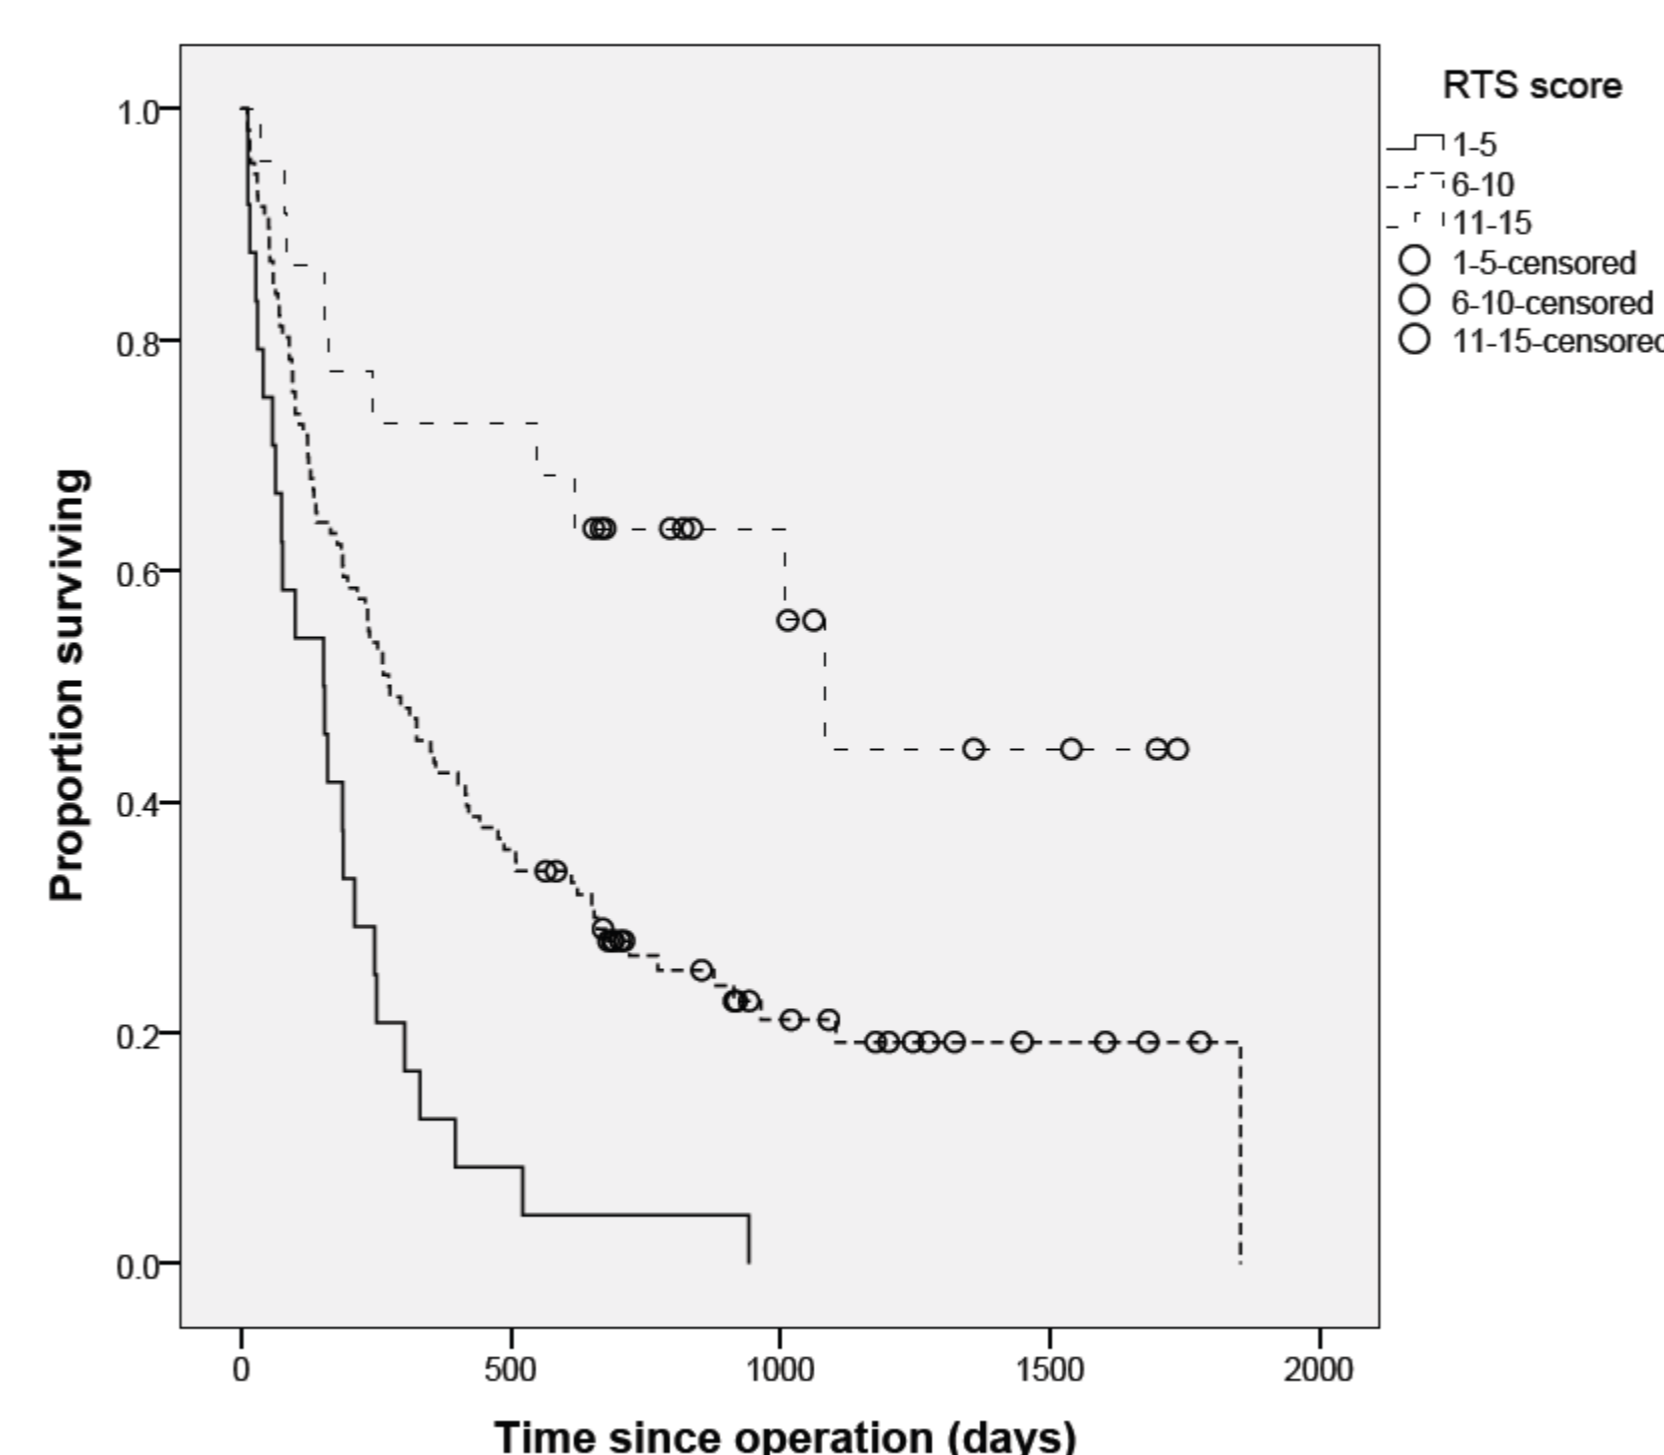 RTS score
1-5
6-10
11-15
1-5-censored
6-10-censored
11-15-censored
1.0
0.8
0.6
0.4
0.2
0.0
Proportion surviving
0 500 1000 1500 2000
Time since operation (days)